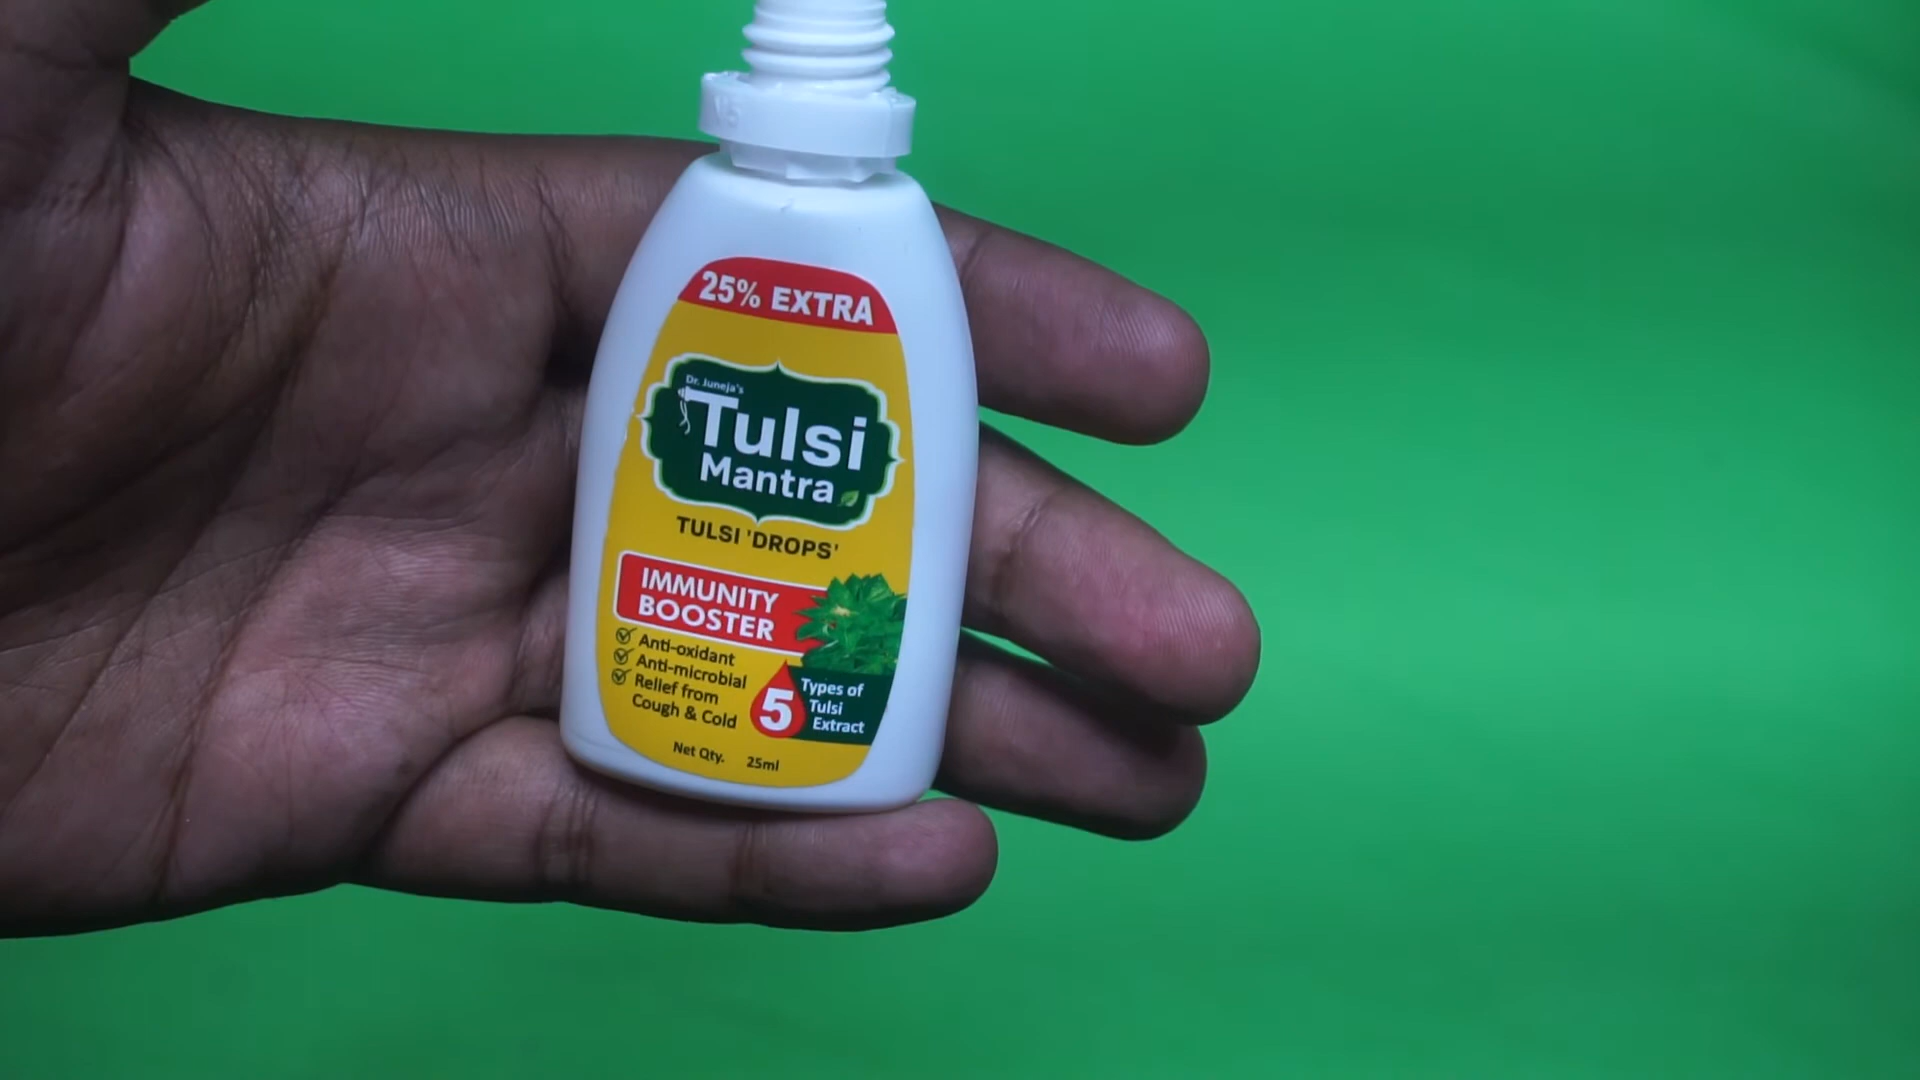 25% EXTRA
Dr. Juneja's
Tulsi
Mantra
TULSI 'DROPS'
IMMUNITY
BOOSTER
Anti-oxidant
Anti-microbial
Relief from
Cough & Cold
5
Types of
Tulsi
Extract
Net Qty. 25ml